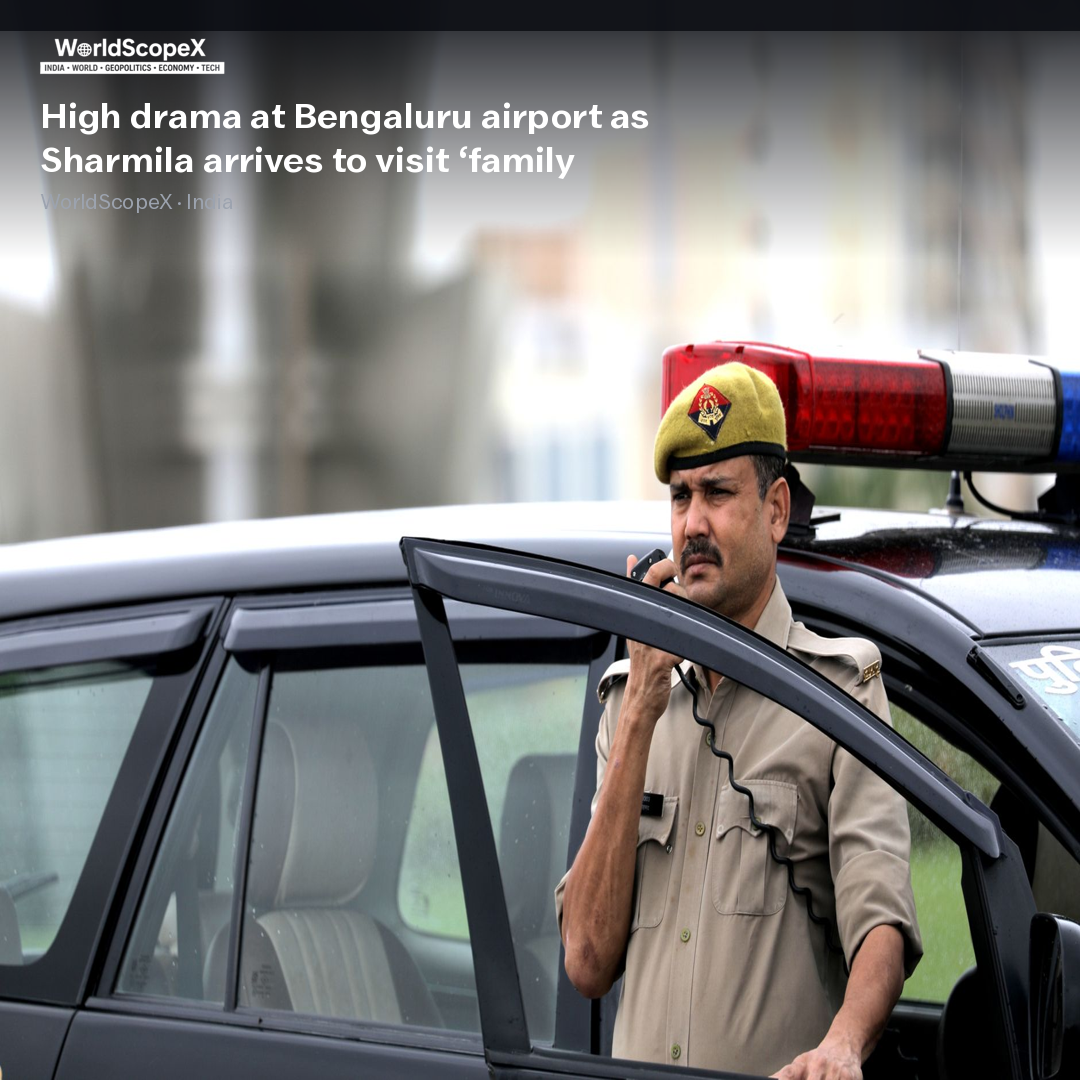 WorldScopeX
INDIA • WORLD • GEOPOLITICS • ECONOMY • TECH
High drama at Bengaluru airport as
Sharmila arrives to visit ‘family
WorldScopeX · India